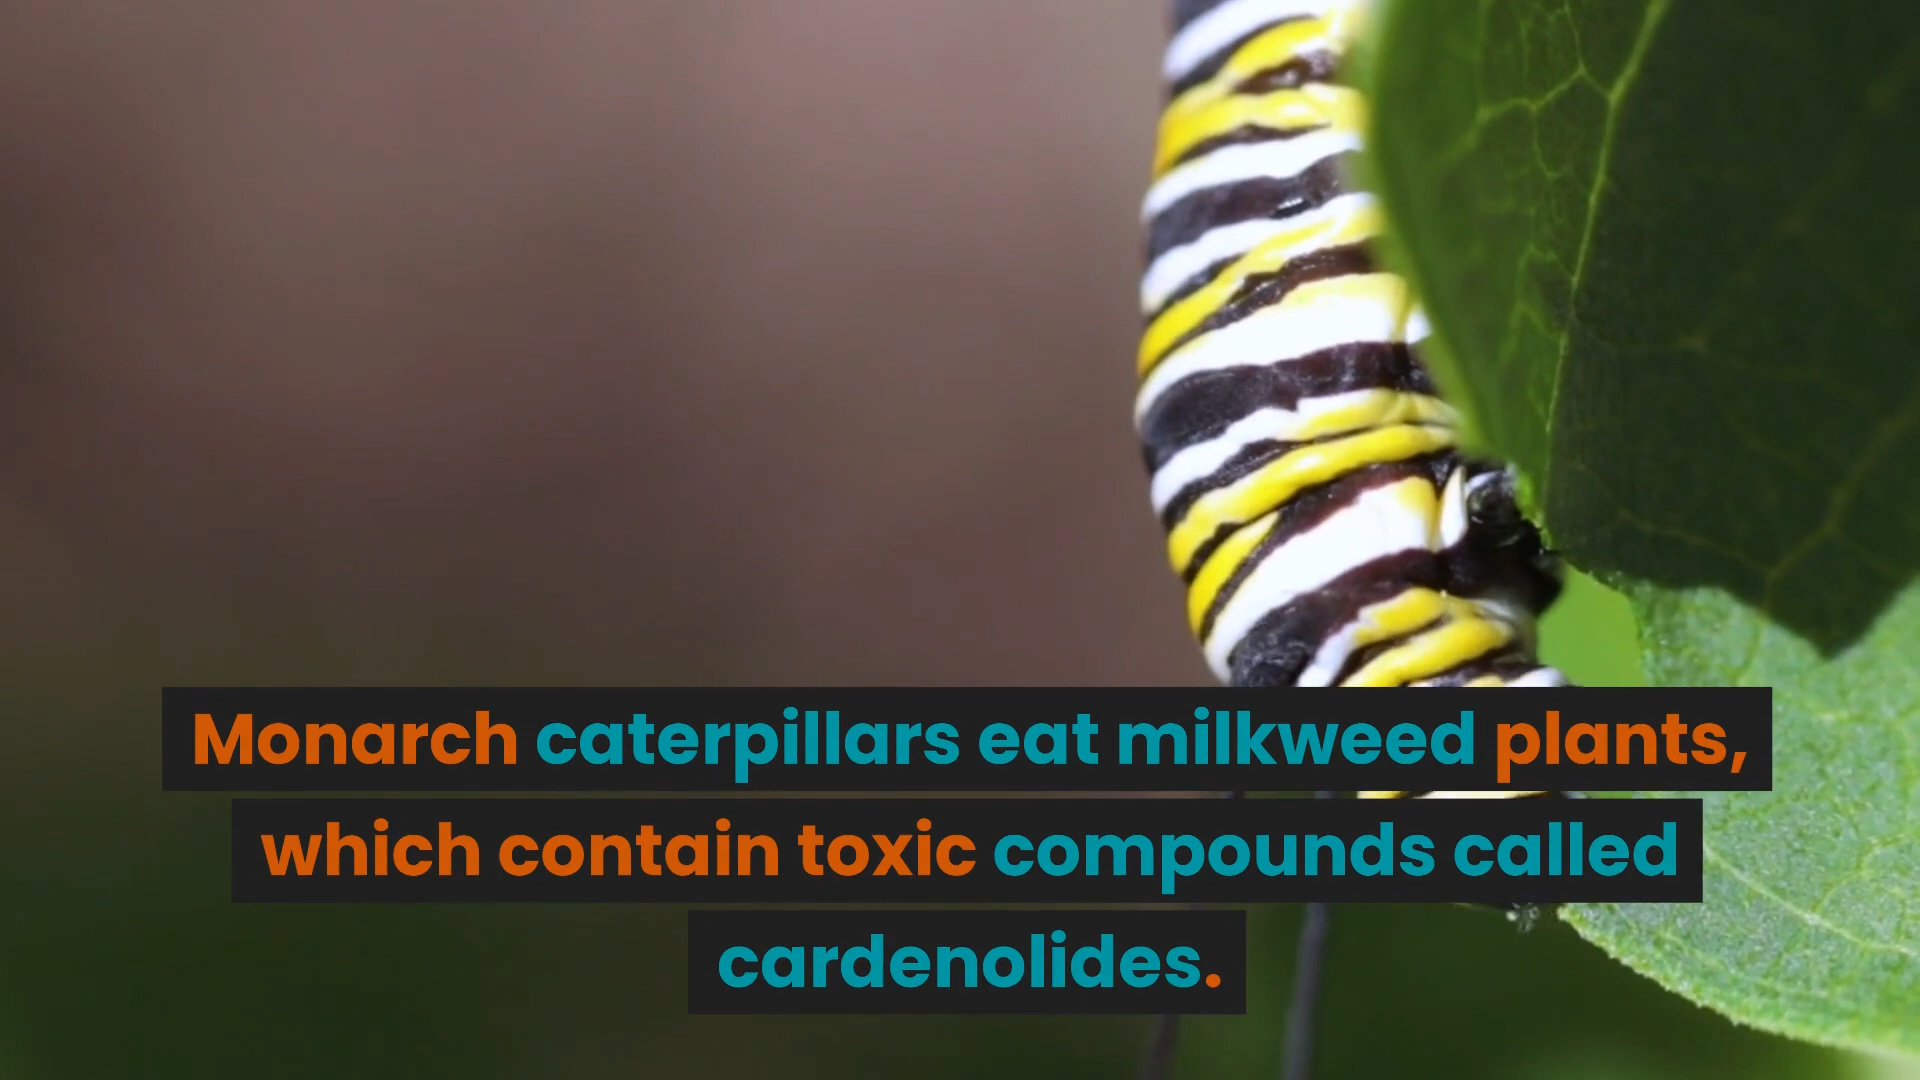 Monarch caterpillars eat milkweed plants,
which contain toxic compounds called
cardenolides.